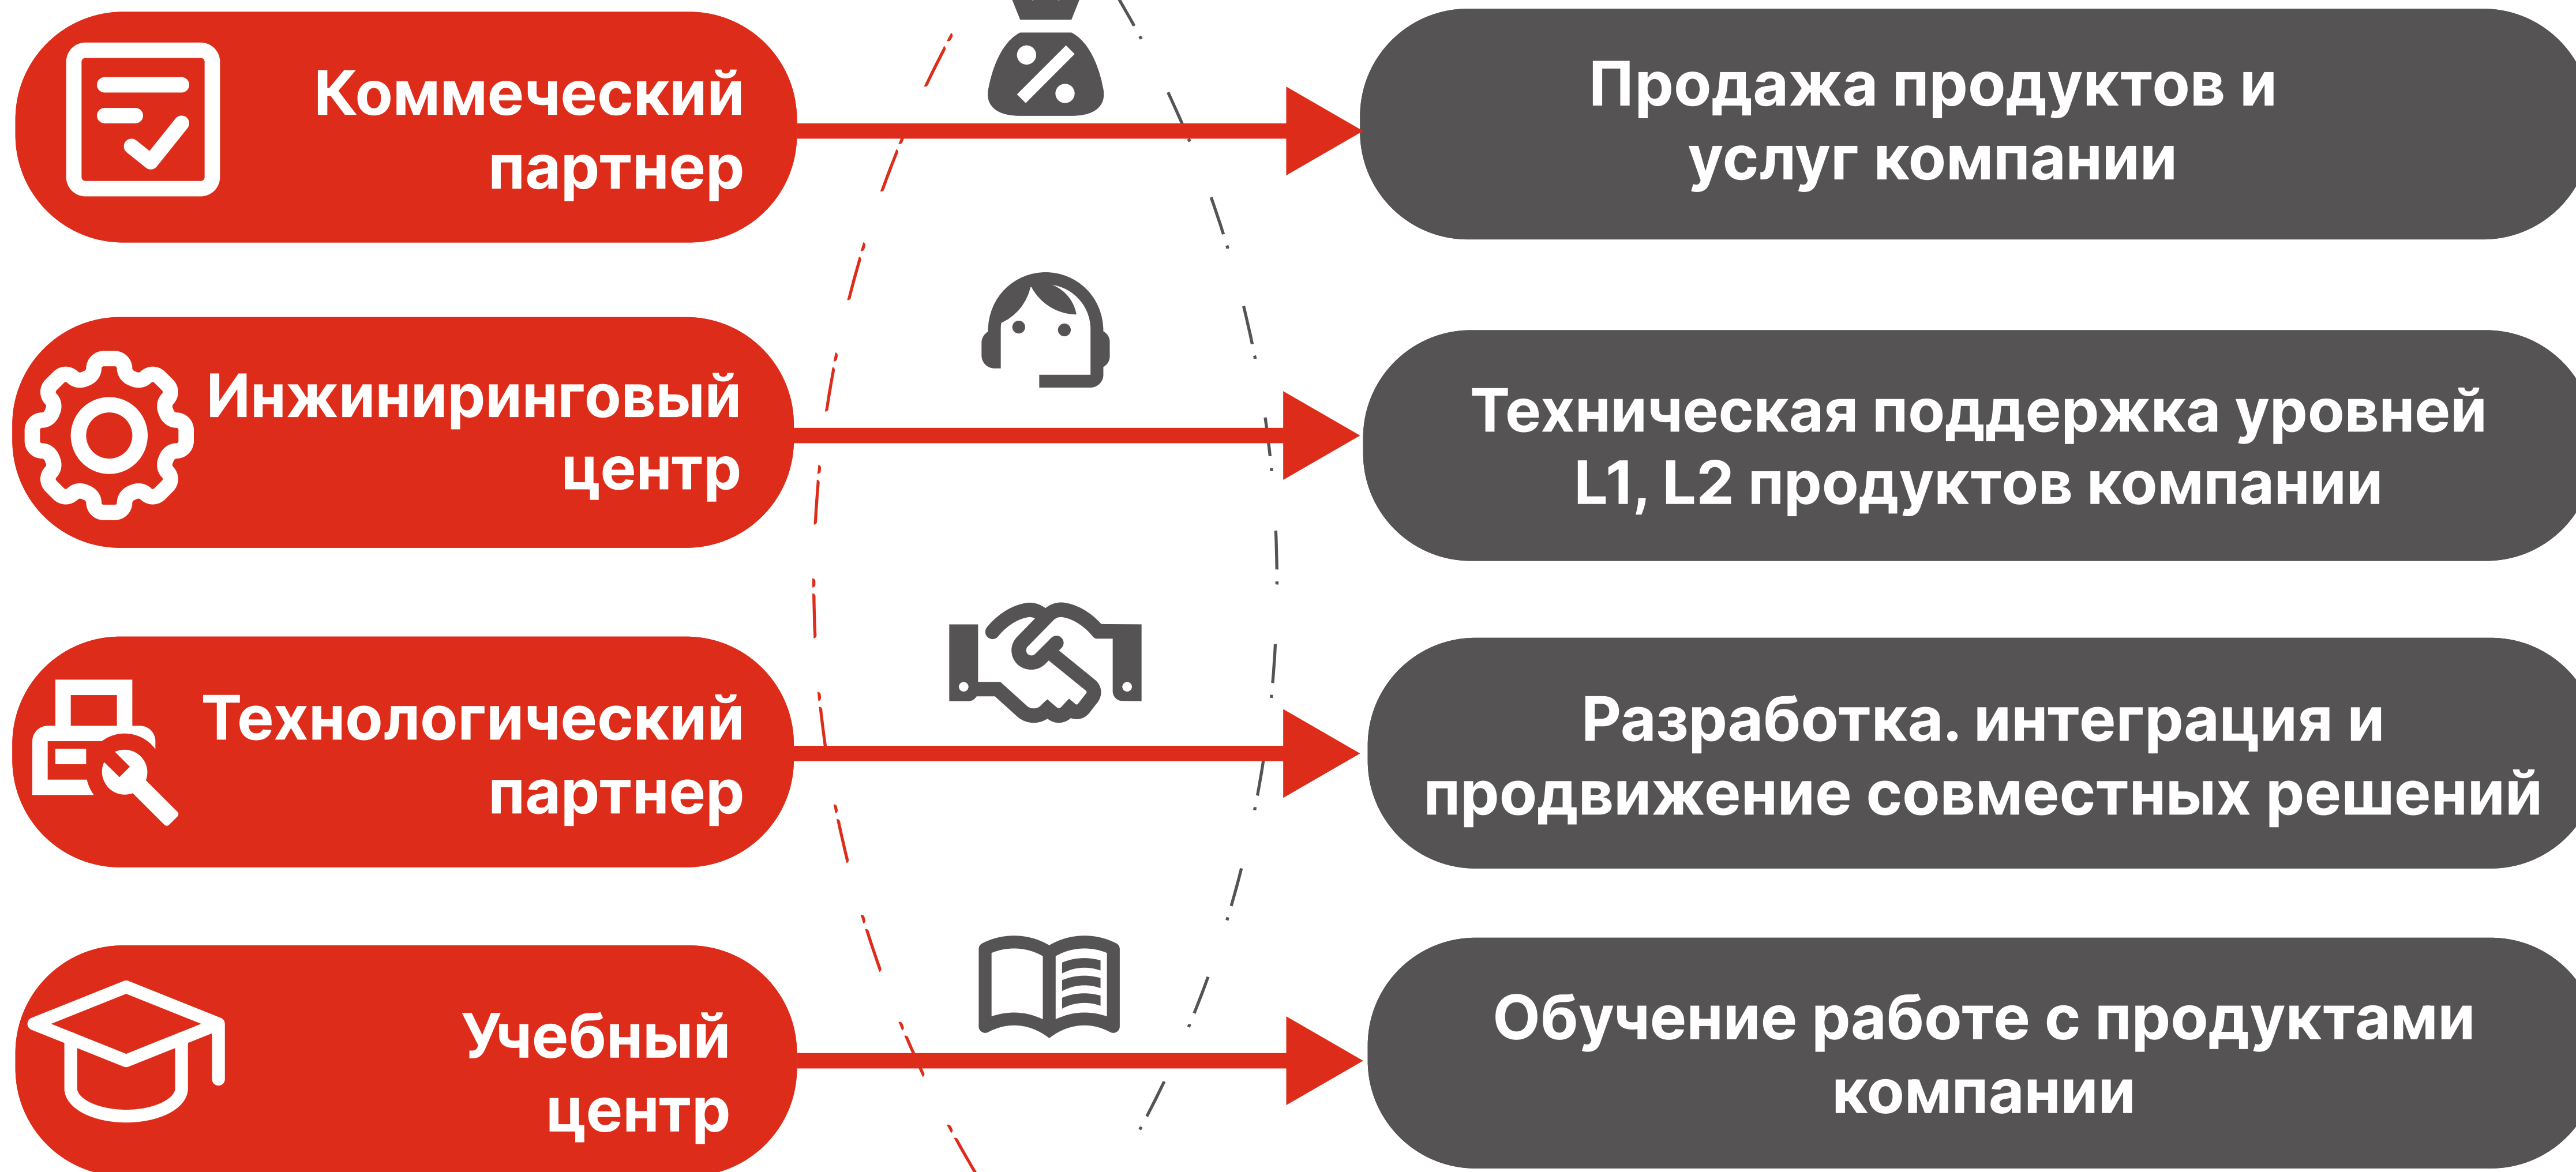 Коммеческий
партнер
Продажа продуктов и
услуг компании
Инжиниринговый
центр
Техническая поддержка уровней
L1, L2 продуктов компании
Технологический
партнер
Разработка. интеграция и
продвижение совместных решений
Учебный
центр
Обучение работе с продуктами
компании